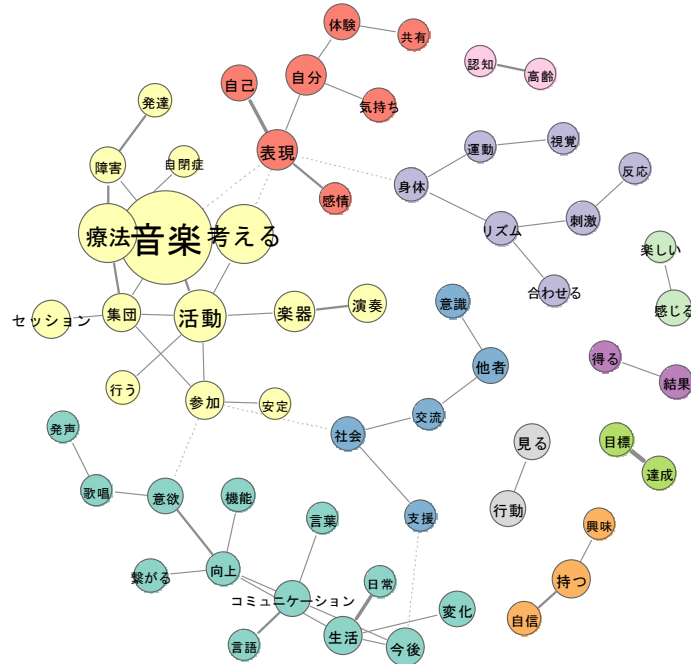 体験
共有
自分
自己
気持ち
表現
感情
認知
高齢
発達
障害
自閉症
療法
音楽
考える
運動
視覚
身体
反応
リズム
刺激
合わせる
楽しい
感じる
セッション
集団
活動
楽器
演奏
意識
他者
得る
結果
行う
参加
安定
社会
交流
発声
見る
目標
達成
歌唱
意欲
機能
言葉
支援
行動
興味
繋がる
向上
コミュニケーション
日常
持つ
自信
言語
生活
変化
今後